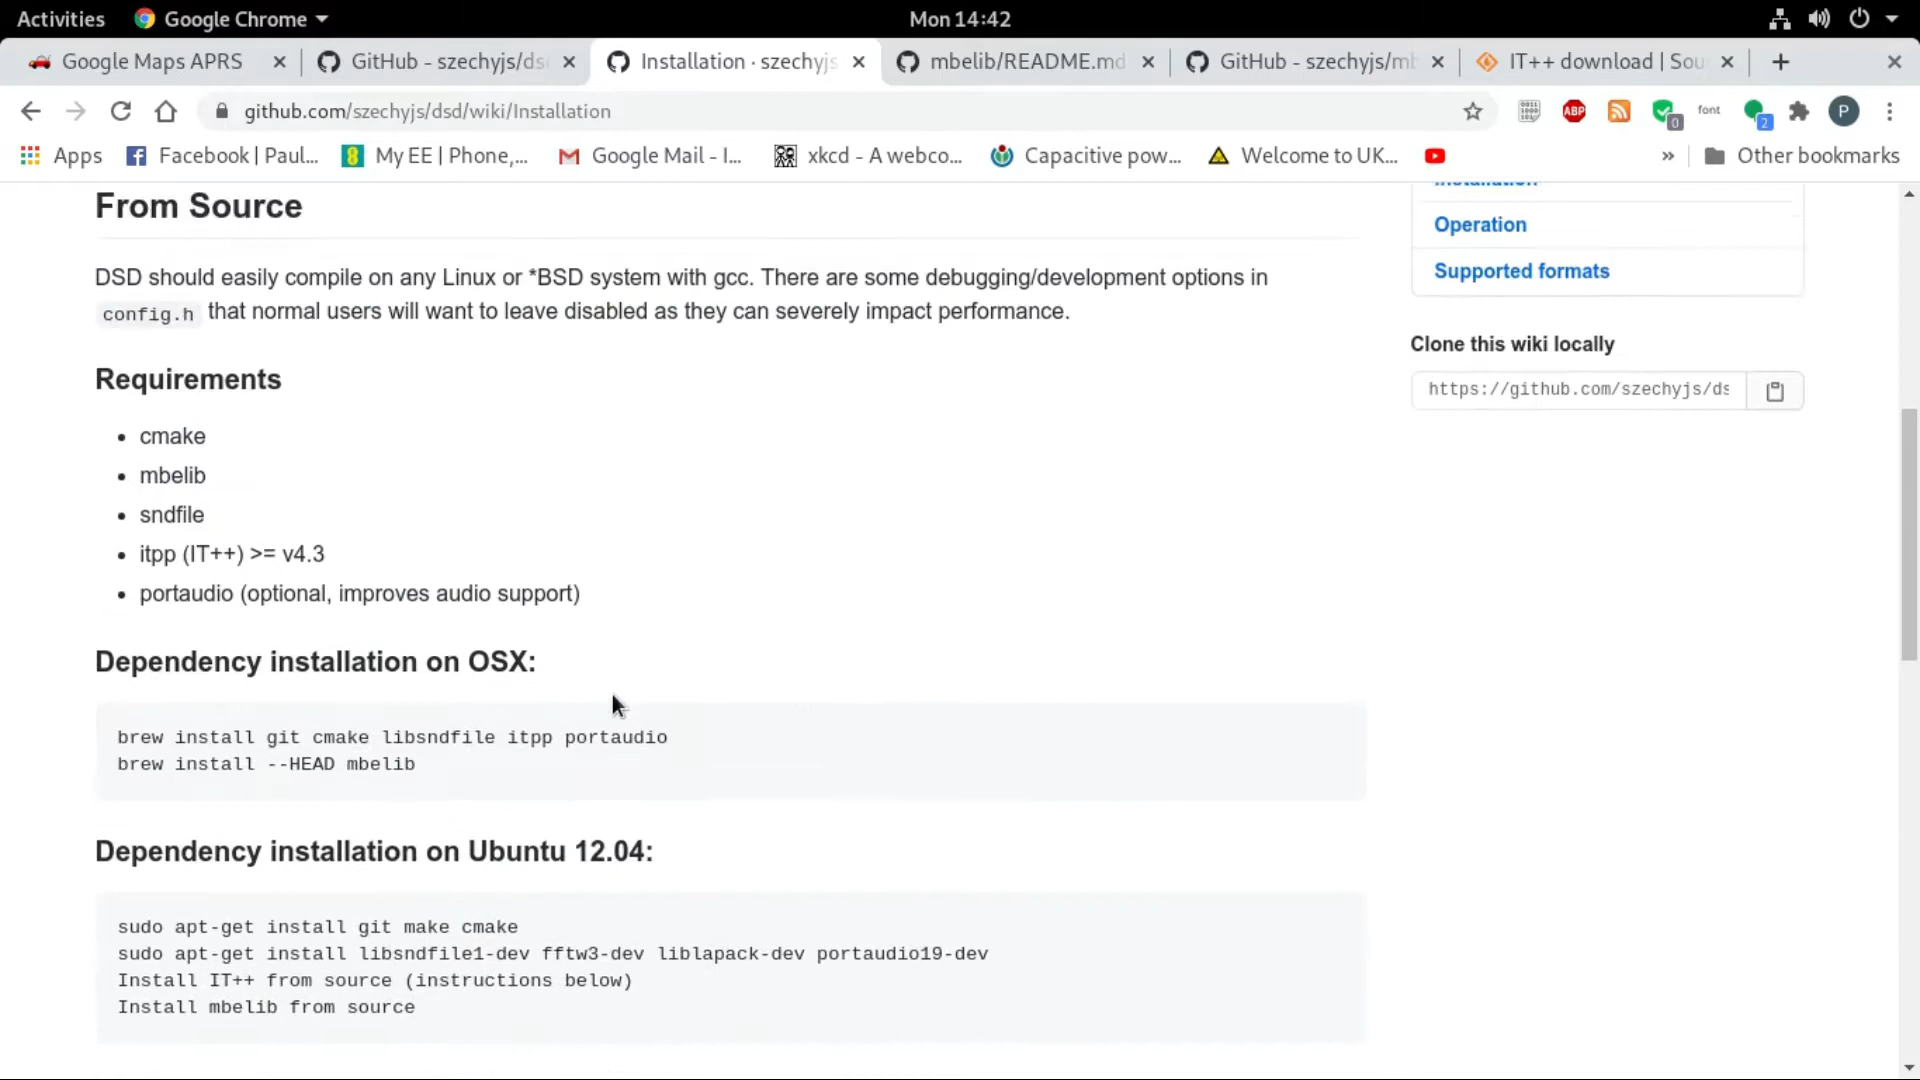 Activities Google Chrome Mon 14:42
Google Maps APRS GitHub - szechyjs/ds Installation · szechyjs mbelib/README.md GitHub - szechyjs/mb IT++ download | Sou
github.com/szechyjs/dsd/wiki/Installation ABP 0 font 2 P
Apps Facebook | Paul... My EE | Phone,... Google Mail - I... xkcd - A webco... Capacitive pow... Welcome to UK... » Other bookmarks
From Source
DSD should easily compile on any Linux or *BSD system with gcc. There are some debugging/development options in
config.h that normal users will want to leave disabled as they can severely impact performance.
Requirements
• cmake
• mbelib
• sndfile
• itpp (IT++) >= v4.3
• portaudio (optional, improves audio support)
Dependency installation on OSX:
brew install git cmake libsndfile itpp portaudio
brew install --HEAD mbelib
Dependency installation on Ubuntu 12.04:
sudo apt-get install git make cmake
sudo apt-get install libsndfile1-dev fftw3-dev liblapack-dev portaudio19-dev
Install IT++ from source (instructions below)
Install mbelib from source
Installation
Operation
Supported formats
Clone this wiki locally
https://github.com/szechyjs/ds